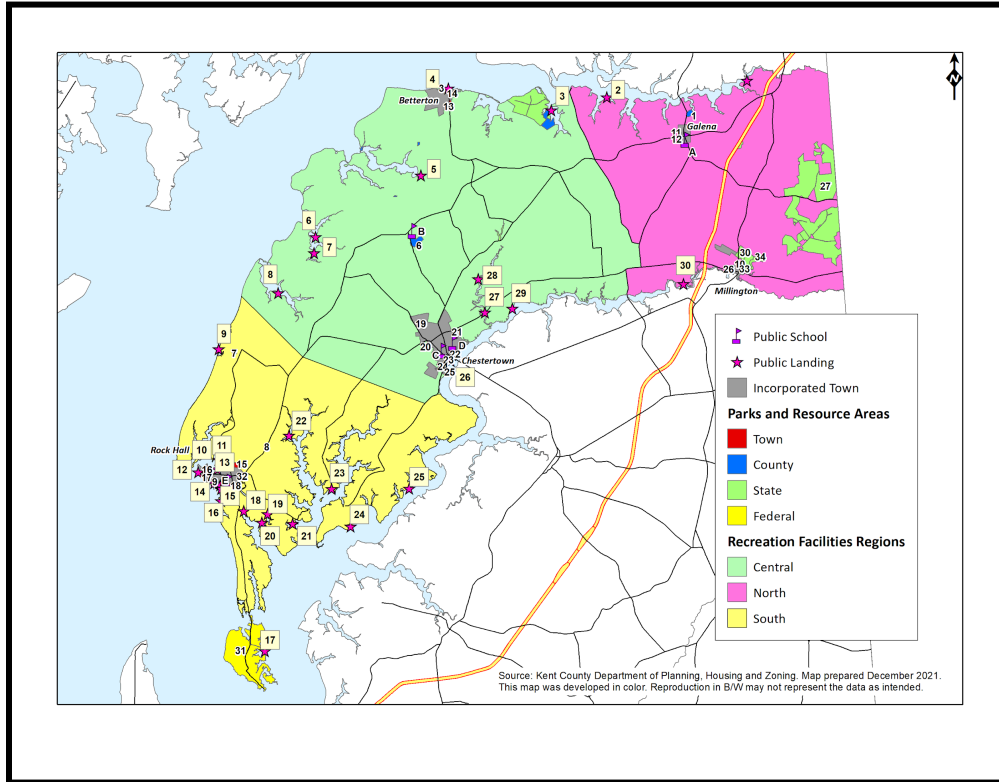 N
4
3
14
Betterton
13
3
2
1
Galena
11
12
A
5
27
6
B
6
7
30
34
10
33
26
30
Millington
8
28
27
29
19
21
20
D
22
C
23
Chestertown
24
25
26
9
7
22
8
Rock Hall
10
11
13
15
12
16
17
32
9
E
18
14
15
16
18
19
20
21
23
24
25
17
31
Public School
Public Landing
Incorporated Town
Parks and Resource Areas
Town
County
State
Federal
Recreation Facilities Regions
Central
North
South
Source: Kent County Department of Planning, Housing and Zoning. Map prepared December 2021.
This map was developed in color. Reproduction in B/W may not represent the data as intended.